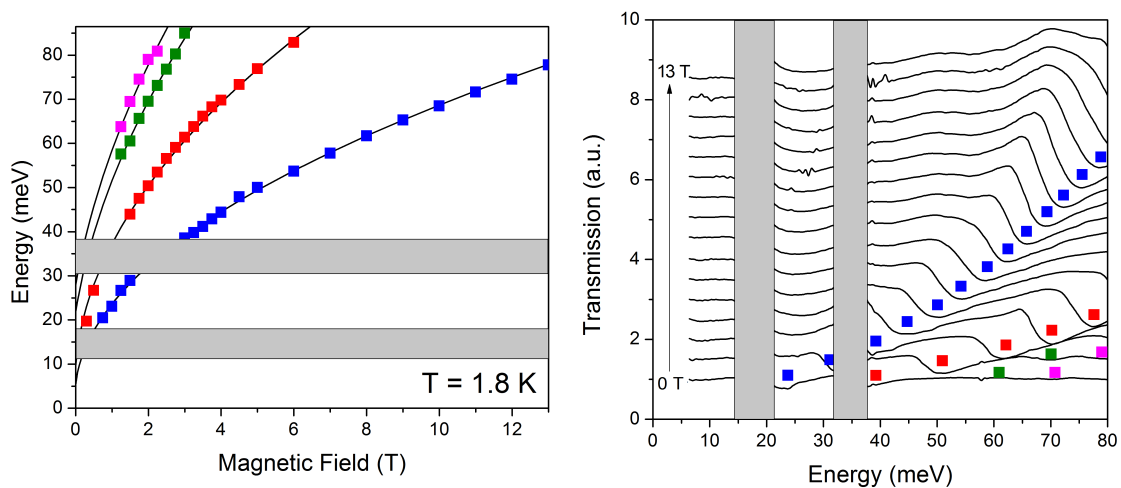 80
70
60
50
40
30
20
10
0
Energy (meV)
T = 1.8 K
0 2 4 6 8 10 12
Magnetic Field (T)
10
8
6
4
2
0
Transmission (a.u.)
13 T
0 T
0 10 20 30 40 50 60 70 80
Energy (meV)